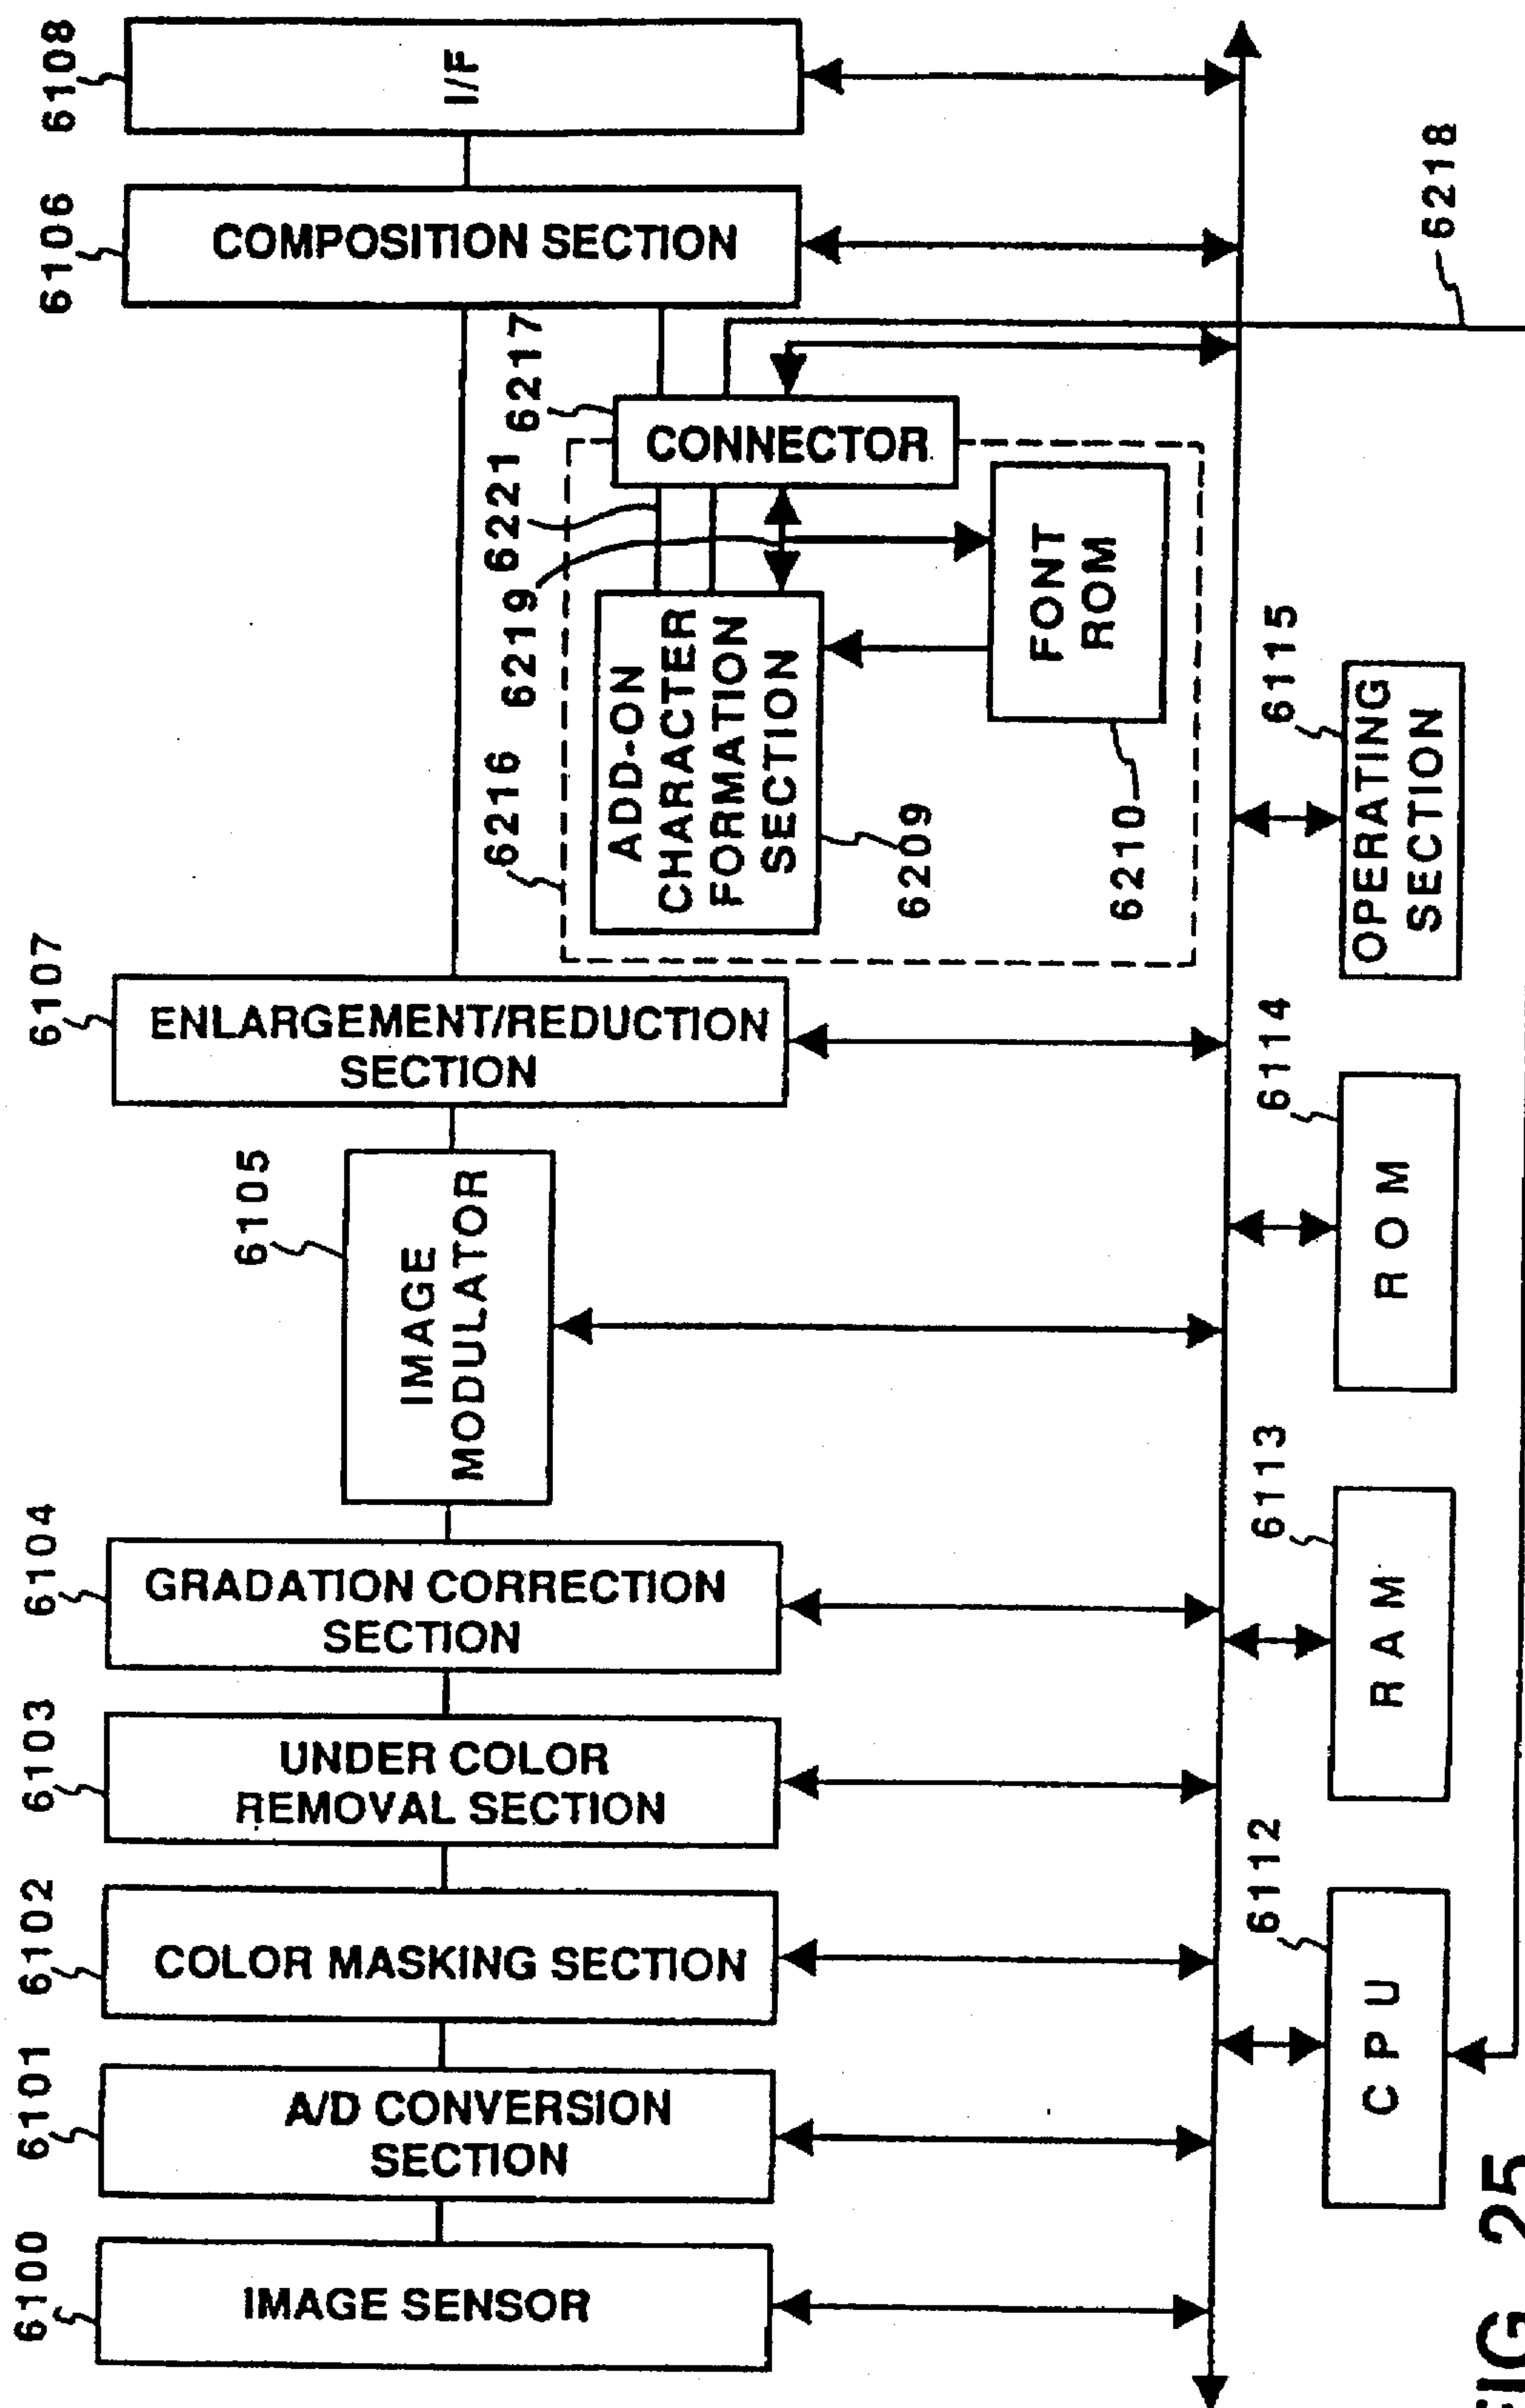 6100
IMAGE SENSOR
6101
A/D CONVERSION
SECTION
6102
COLOR MASKING SECTION
6103
UNDER COLOR
REMOVAL SECTION
6104
GRADATION CORRECTION
SECTION
6105
IMAGE
MODULATOR
6107
ENLARGEMENT/REDUCTION
SECTION
6216
6219
6221
6217
ADD-ON
CHARACTER
FORMATION
SECTION
6209
CONNECTOR
FONT
ROM
6210
6106
COMPOSITION SECTION
6108
I/F
6218
6112
CPU
6113
RAM
6114
ROM
6115
OPERATING
SECTION
FIG. 25